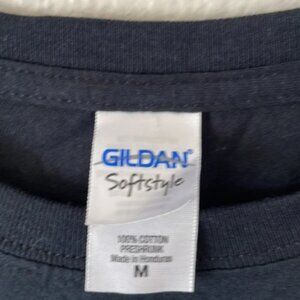 GILDAN®
Softstyle
100% COTTON
PRESHRUNK
Made in Honduras
M